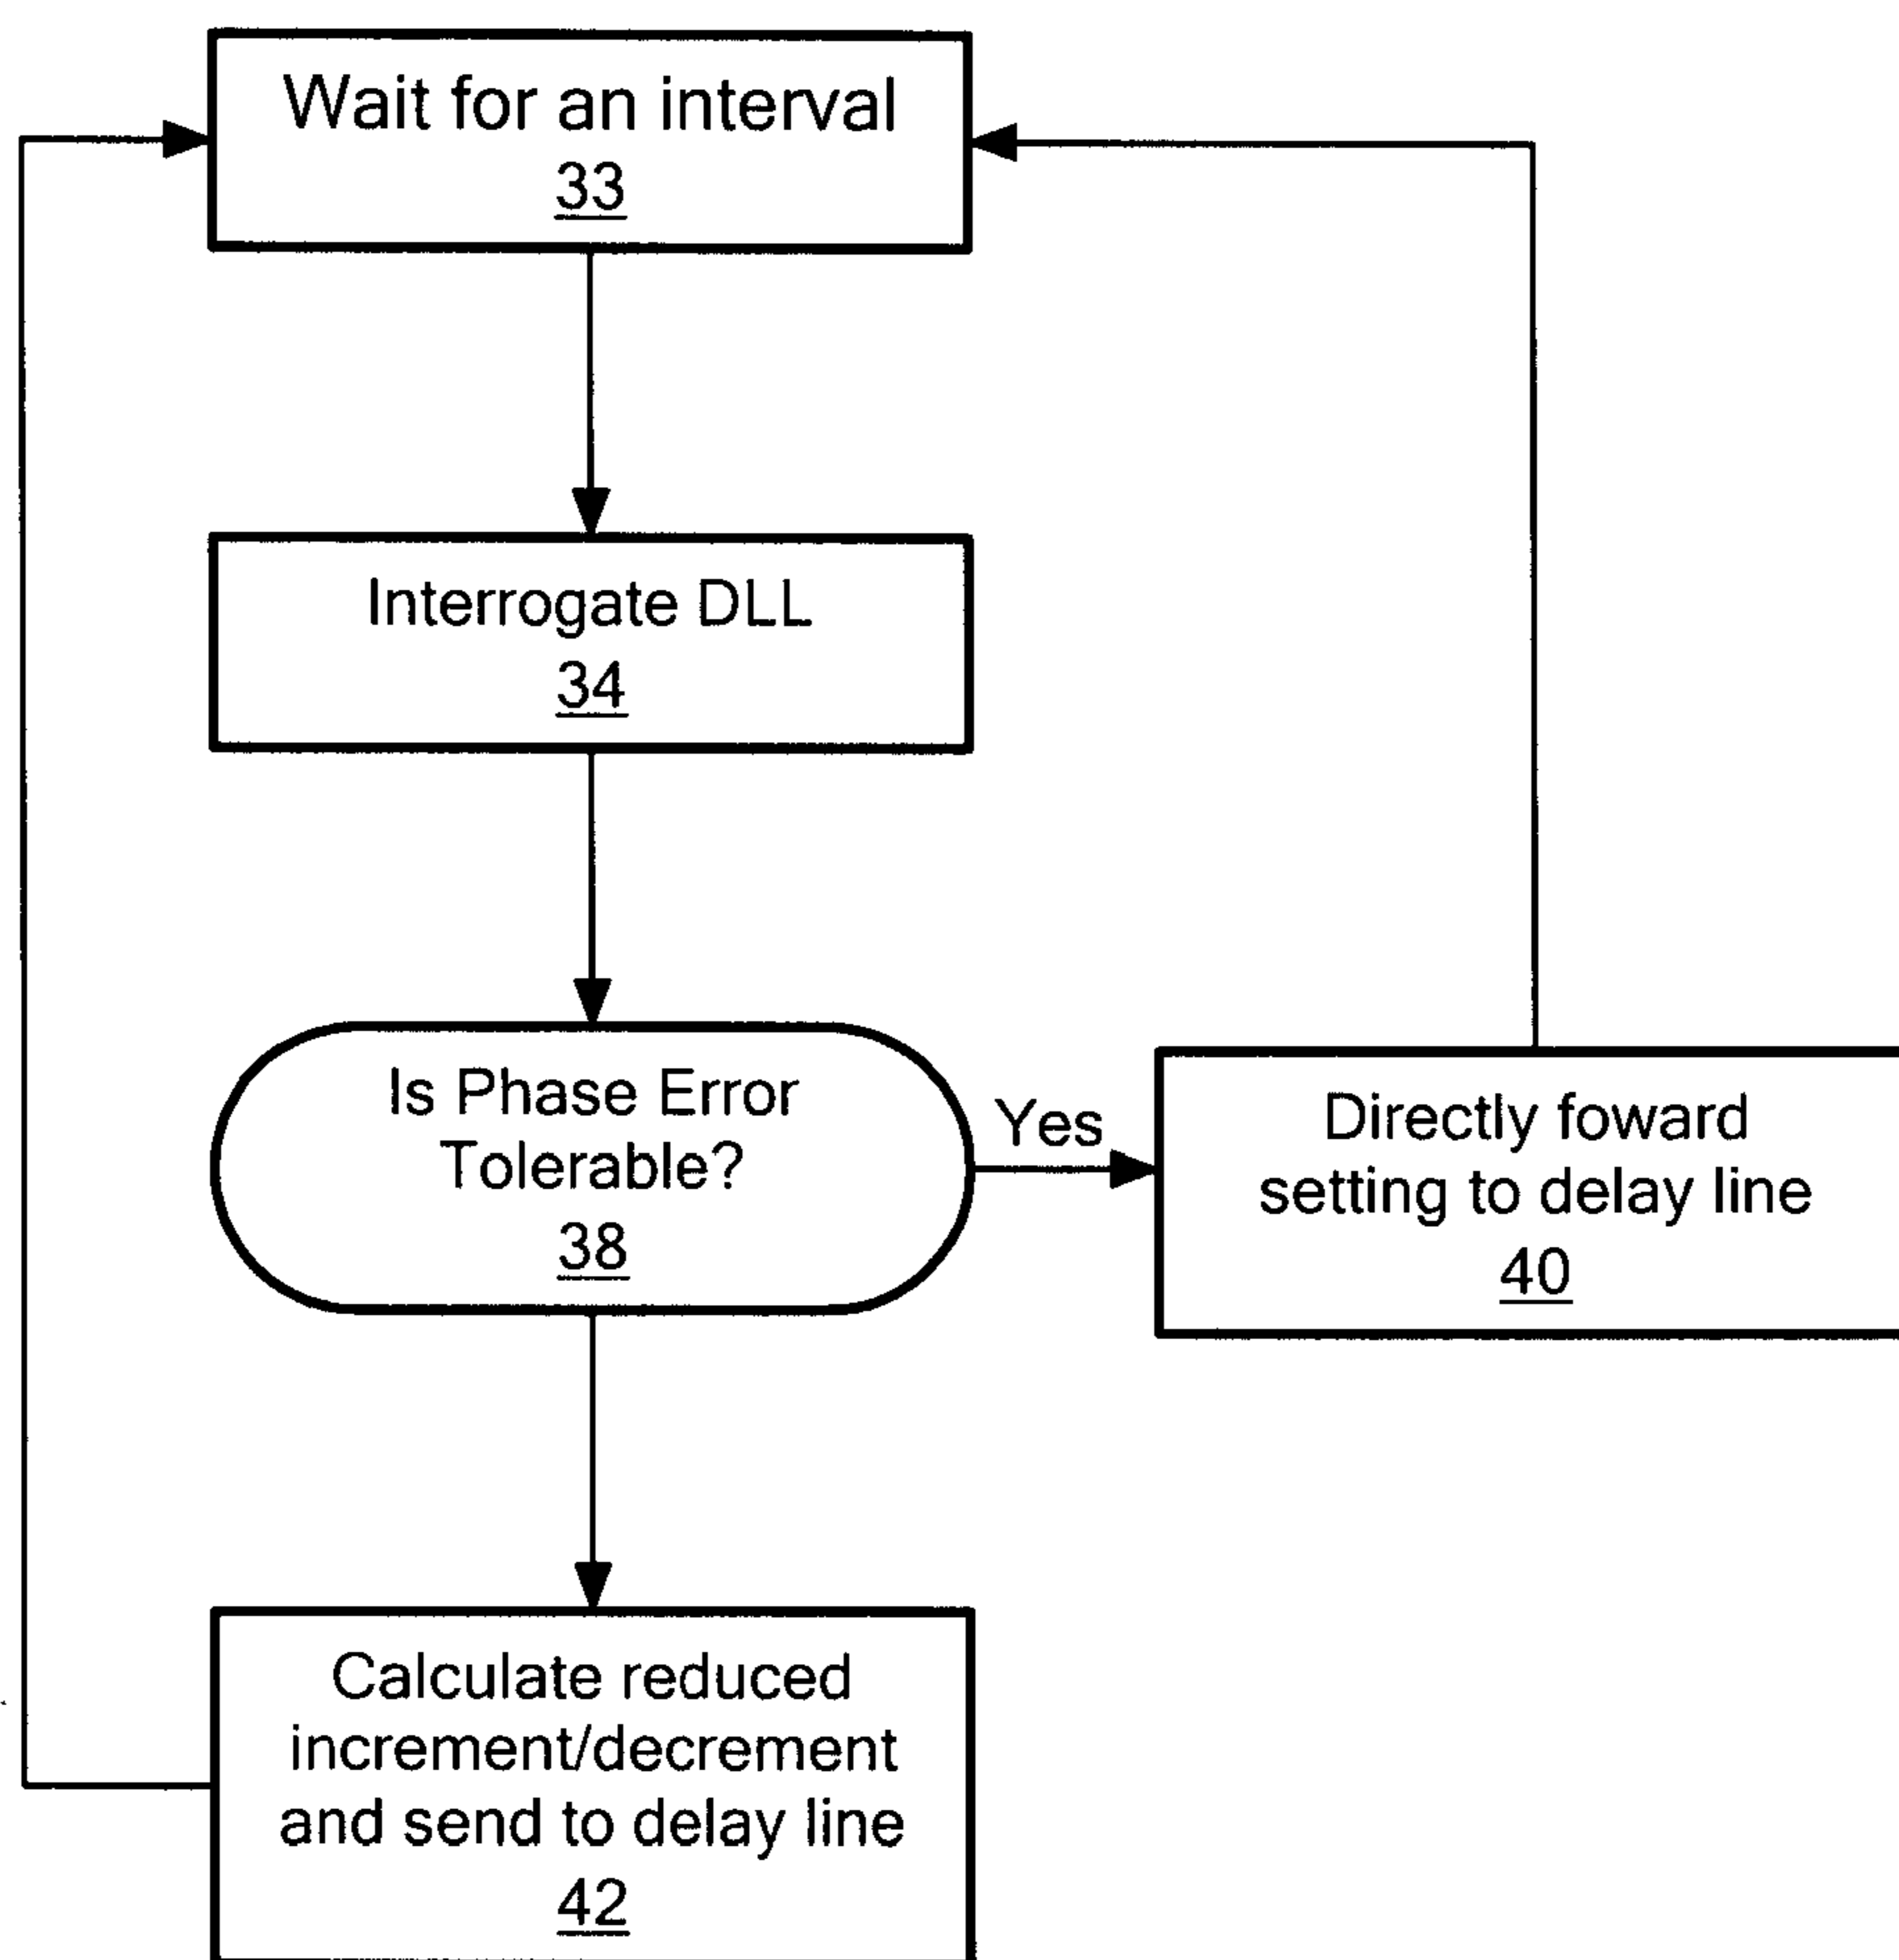 Wait for an interval
33
Interrogate DLL
34
Is Phase Error
Tolerable?
38
Yes
Directly foward
setting to delay line
40
Calculate reduced
increment/decrement
and send to delay line
42